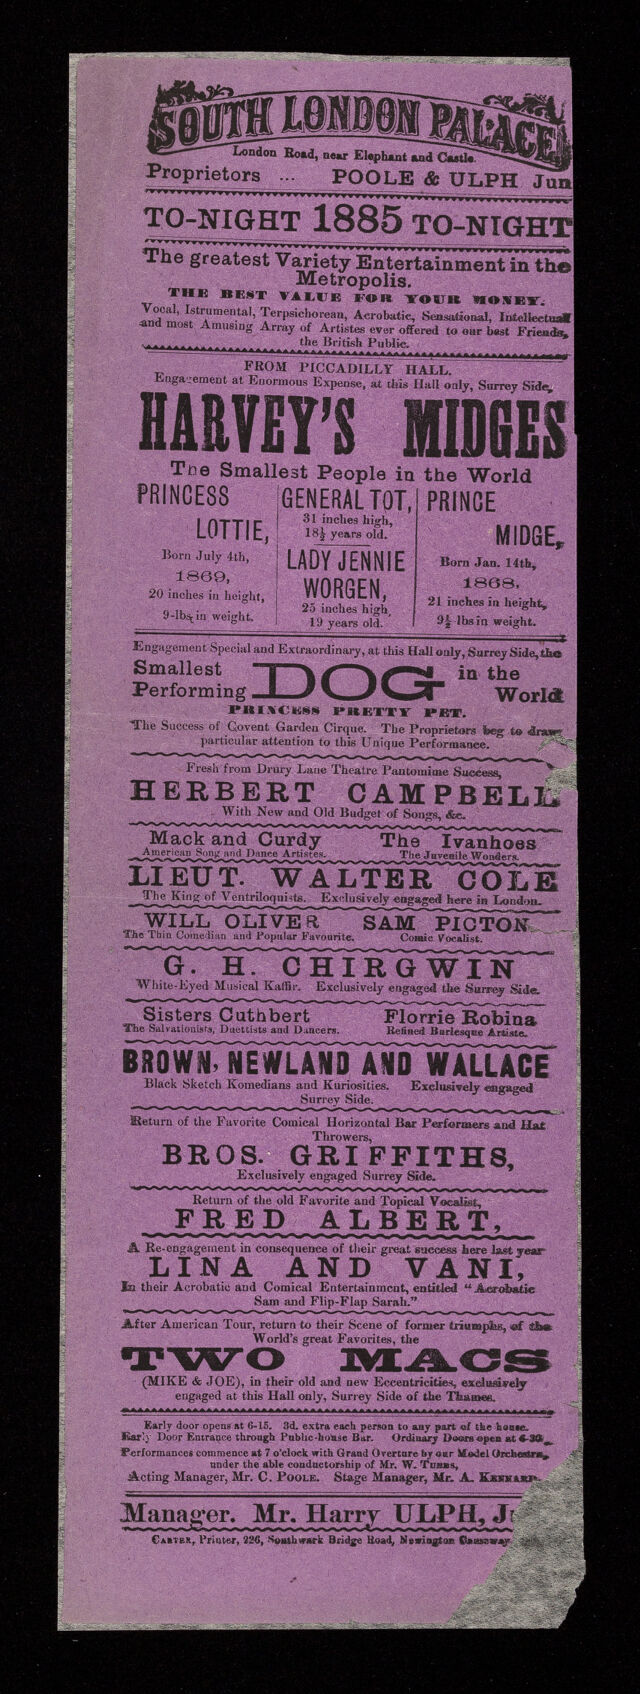 SOUTH LONDON PALACE
London Road, near Elephant and Castle.
Proprietors ... POOLE & ULPH Jun
TO-NIGHT 1885 TO-NIGHT
The greatest Variety Entertainment in the
Metropolis.
THE BEST VALUE FOR YOUR MONEY.
Vocal, Istrumental, Terpsichorean, Acrobatic, Sensational, Intellectual
and most Amusing Array of Artistes ever offered to our best Friends,
the British Public.
FROM PICCADILLY HALL.
Engagement at Enormous Expense, at this Hall only, Surrey Side,
HARVEY'S MIDGES
The Smallest People in the World
PRINCESS
LOTTIE,
Born July 4th,
1869,
20 inches in height,
9-lbs in weight.
GENERAL TOT,
31 inches high,
18½ years old.
LADY JENNIE
WORGEN,
25 inches high,
19 years old.
PRINCE
MIDGE,
Born Jan. 14th,
1868,
21 inches in height,
9½ lbs in weight.
Engagement Special and Extraordinary, at this Hall only, Surrey Side, the
Smallest Performing DOG in the World
PRINCESS PRETTY PET.
The Success of Covent Garden Cirque. The Proprietors beg to draw
particular attention to this Unique Performance.
Fresh from Drury Lane Theatre Pantomime Success,
HERBERT CAMPBELL
With New and Old Budget of Songs, &c.
Mack and Curdy The Ivanhoes
American Song and Dance Artistes. The Juvenile Wonders.
LIEUT. WALTER COLE
The King of Ventriloquists. Exclusively engaged here in London.
WILL OLIVER SAM PICTON
The Thin Comedian and Popular Favourite. Comic Vocalist.
G. H. CHIRGWIN
White-Eyed Musical Kaffir. Exclusively engaged the Surrey Side.
Sisters Cuthbert Florrie Robina
The Salvationists, Duettists and Dancers. Refined Burlesque Artiste.
BROWN, NEWLAND AND WALLACE
Black Sketch Komedians and Kuriosities. Exclusively engaged
Surrey Side.
Return of the Favorite Comical Horizontal Bar Performers and Hat
Throwers,
BROS. GRIFFITHS,
Exclusively engaged Surrey Side.
Return of the old Favorite and Topical Vocalist,
FRED ALBERT,
A Re-engagement in consequence of their great success here last year
LINA AND VANI,
In their Acrobatic and Comical Entertainment, entitled "Acrobatic
Sam and Flip-Flap Sarah."
After American Tour, return to their Scene of former triumphs, of the
World's great Favorites, the
TWO MACS
(MIKE & JOE), in their old and new Eccentricities, exclusively
engaged at this Hall only, Surrey Side of the Thames.
Early door opens at 6-15. 3d. extra each person to any part of the house.
Early Door Entrance through Public-house Bar. Ordinary Doors open at 6-30.
Performances commence at 7 o'clock with Grand Overture by our Model Orchestra,
under the able conductorship of Mr. W. TUBBS,
Acting Manager, Mr. C. POOLE. Stage Manager, Mr. A. KENNARD.
Manager. Mr. Harry ULPH, J
CARTER, Printer, 226, Southwark Bridge Road, Newington Causeway